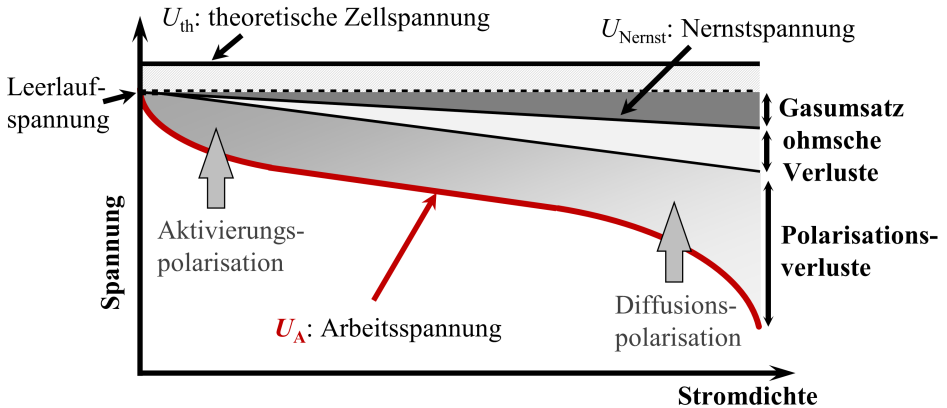 U_th: theoretische Zellspannung
U_Nernst: Nernstspannung
Leerlauf-
spannung
Gasumsatz
ohmsche
Verluste
Aktivierungs-
polarisation
Polarisations-
verluste
Spannung
U_A: Arbeitsspannung
Diffusions-
polarisation
Stromdichte